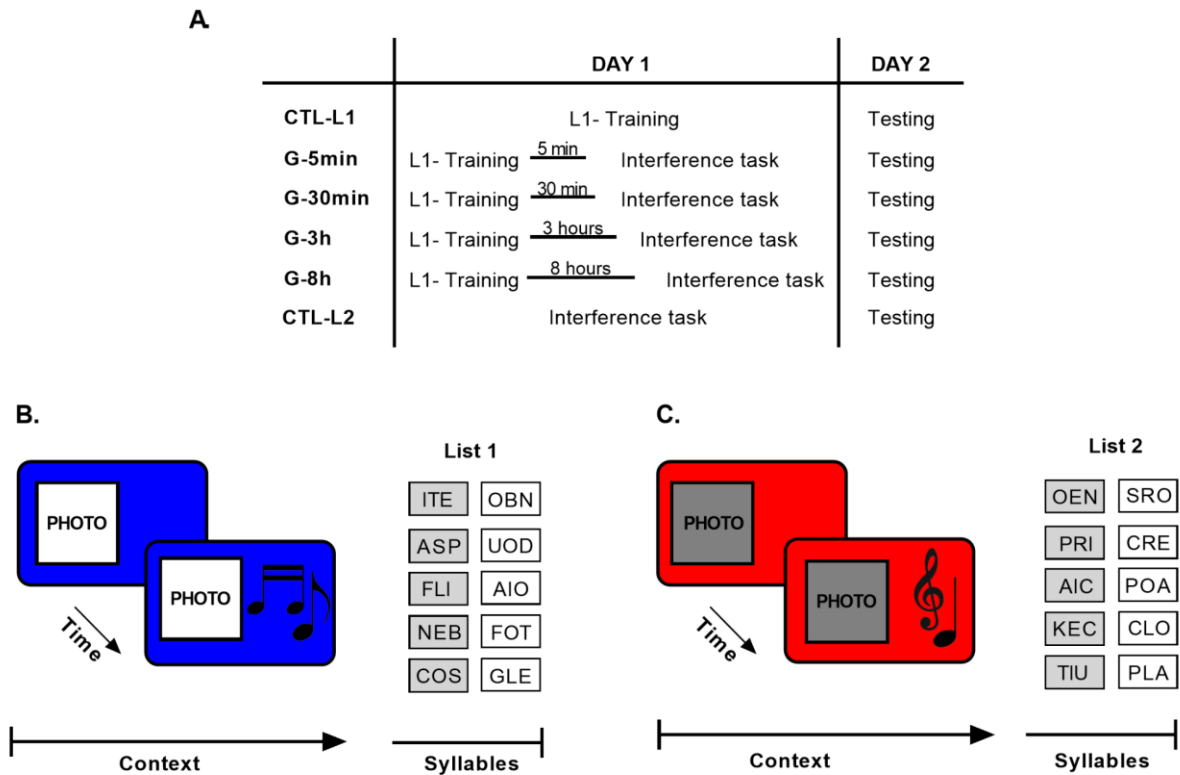 A.
DAY 1 DAY 2
CTL-L1 L1- Training Testing
G-5min L1- Training 5 min Interference task Testing
G-30min L1- Training 30 min Interference task Testing
G-3h L1- Training 3 hours Interference task Testing
G-8h L1- Training 8 hours Interference task Testing
CTL-L2 Interference task Testing
B.
List 1
PHOTO
PHOTO
Time
ITE OBN
ASP UOD
FLI AIO
NEB FOT
COS GLE
Context
Syllables
C.
List 2
PHOTO
PHOTO
Time
OEN SRO
PRI CRE
AIC POA
KEC CLO
TIU PLA
Context
Syllables